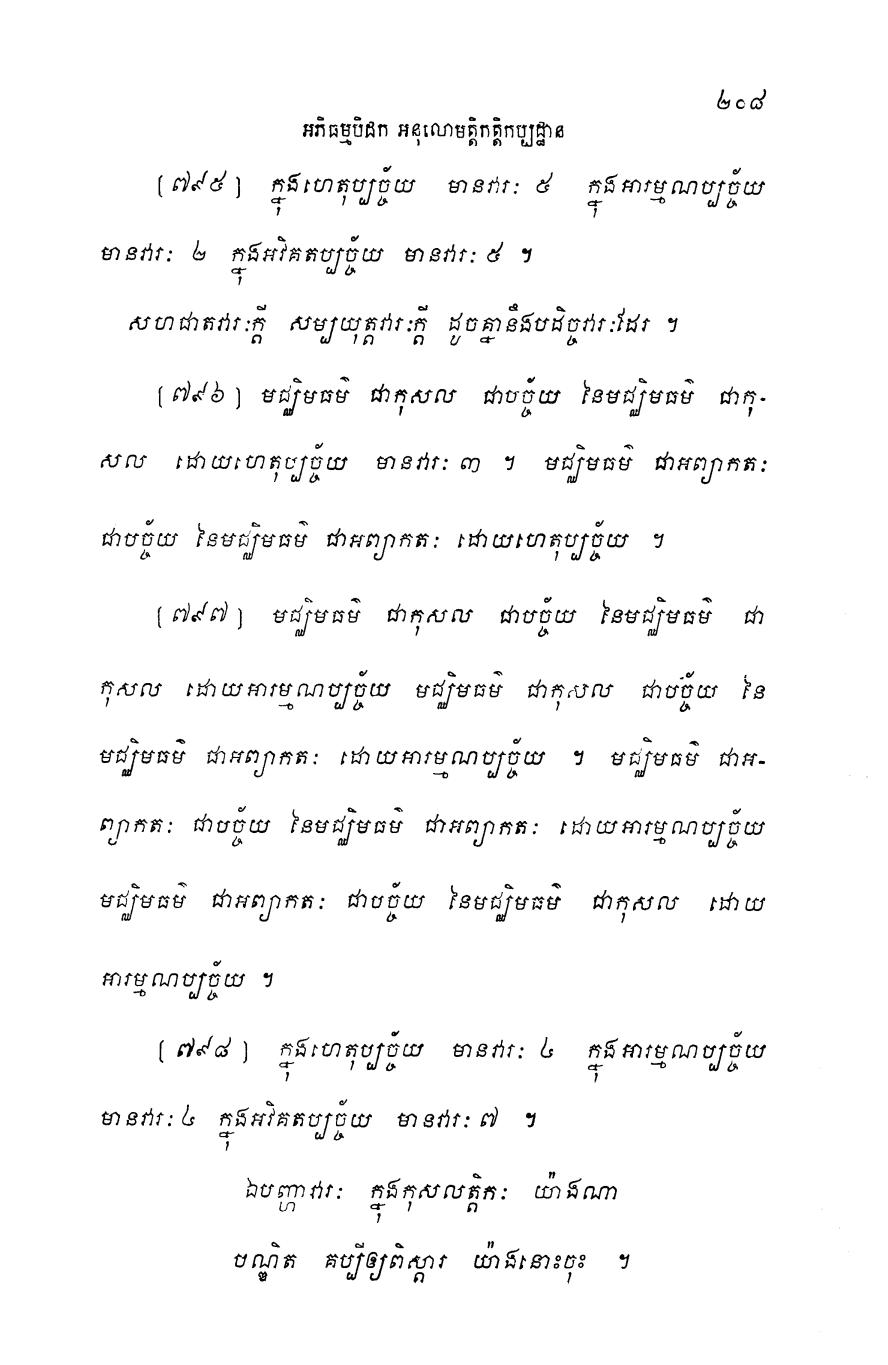 ២០៨
អភិធម្មបិដក អនុលោមត្តិកត្តិកប្បដ្ឋាន
[៧៩៥] ក្នុងហេតុប្បច្ច័យ មានវារៈ ៥ ក្នុងអារម្មណប្បច្ច័យ
មានវារៈ ២ ក្នុងអវិគតប្បច្ច័យ មានវារៈ ៥ ។
សហជាតវារៈក្តី សម្បយុត្តវារៈក្តី ដូចគ្នានឹងបដិច្ចវារៈដែរ ។
[៧៩៦] មជ្ឈិមធម៌ ជាកុសល ជាបច្ច័យ នៃមជ្ឈិមធម៌ ជាកុ-
សល ដោយហេតុប្បច្ច័យ មានវារៈ ៣ ។ មជ្ឈិមធម៌ ជាអព្យាកតៈ
ជាបច្ច័យ នៃមជ្ឈិមធម៌ ជាអព្យាកតៈ ដោយហេតុប្បច្ច័យ ។
[៧៩៧] មជ្ឈិមធម៌ ជាកុសល ជាបច្ច័យ នៃមជ្ឈិមធម៌ ជា
កុសល ដោយអារម្មណប្បច្ច័យ មជ្ឈិមធម៌ ជាកុសល ជាបច្ច័យ នៃ
មជ្ឈិមធម៌ ជាអព្យាកតៈ ដោយអារម្មណប្បច្ច័យ ។ មជ្ឈិមធម៌ ជាអ-
ព្យាកតៈ ជាបច្ច័យ នៃមជ្ឈិមធម៌ ជាអព្យាកតៈ ដោយអារម្មណប្បច្ច័យ
មជ្ឈិមធម៌ ជាអព្យាកតៈ ជាបច្ច័យ នៃមជ្ឈិមធម៌ ជាកុសល ដោយ
អារម្មណប្បច្ច័យ ។
[៧៩៨] ក្នុងហេតុប្បច្ច័យ មានវារៈ ៤ ក្នុងអារម្មណប្បច្ច័យ
មានវារៈ ៤ ក្នុងអវិគតប្បច្ច័យ មានវារៈ ៧ ។
ឯបញ្ហាវារៈ ក្នុងកុសលត្តិកៈ យ៉ាងណា
បណ្ឌិត គប្បីឲ្យពិស្តារ យ៉ាងនោះចុះ ។